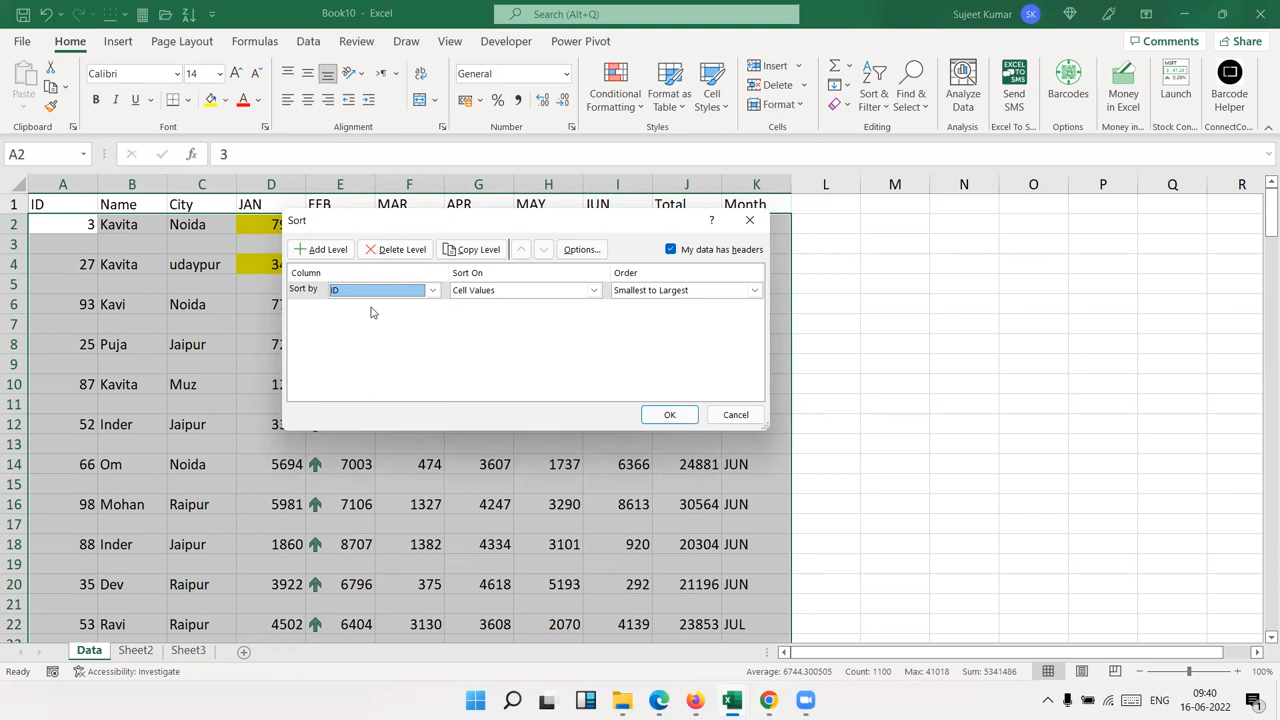 Book10 - Excel
Search (Alt+Q)
Sujeet Kumar
SK
File Home Insert Page Layout Formulas Data Review View Draw Developer Power Pivot
Comments
Share
Paste
Calibri
14
General
Conditional Formatting
Format as Table
Cell Styles
Insert
Delete
Format
Sort & Filter
Find & Select
Analyze Data
Send SMS
Barcodes
Money in Excel
Launch
Barcode Helper
Clipboard Font Alignment Number Styles Cells Editing Analysis Excel To S... Options Money in... Stock Con... ConnectCo...
A2
fx
3
A B C D E F G H I J K L M N O P Q R
1 ID Name City JAN FEB MAR APR MAY JUN Total Month
2 3 Kavita Noida
3
4 27 Kavita udaypur
5
6 93 Kavi Noida
7
8 25 Puja Jaipur
9
10 87 Kavita Muz
11
12 52 Inder Jaipur
13
14 66 Om Noida 5694 7003 474 3607 1737 6366 24881 JUN
15
16 98 Mohan Raipur 5981 7106 1327 4247 3290 8613 30564 JUN
17
18 88 Inder Jaipur 1860 8707 1382 4334 3101 920 20304 JUN
19
20 35 Dev Raipur 3922 6796 375 4618 5193 292 21196 JUN
21
22 53 Ravi Raipur 4502 6404 3130 3608 2070 4139 23853 JUL
Sort
?
Add Level
Delete Level
Copy Level
Options...
My data has headers
Column Sort On Order
Sort by ID Cell Values Smallest to Largest
OK Cancel
Data Sheet2 Sheet3
Ready
Accessibility: Investigate
Average: 6744.300505 Count: 1100 Max: 41018 Sum: 5341486
100%
ENG
09:40
16-06-2022